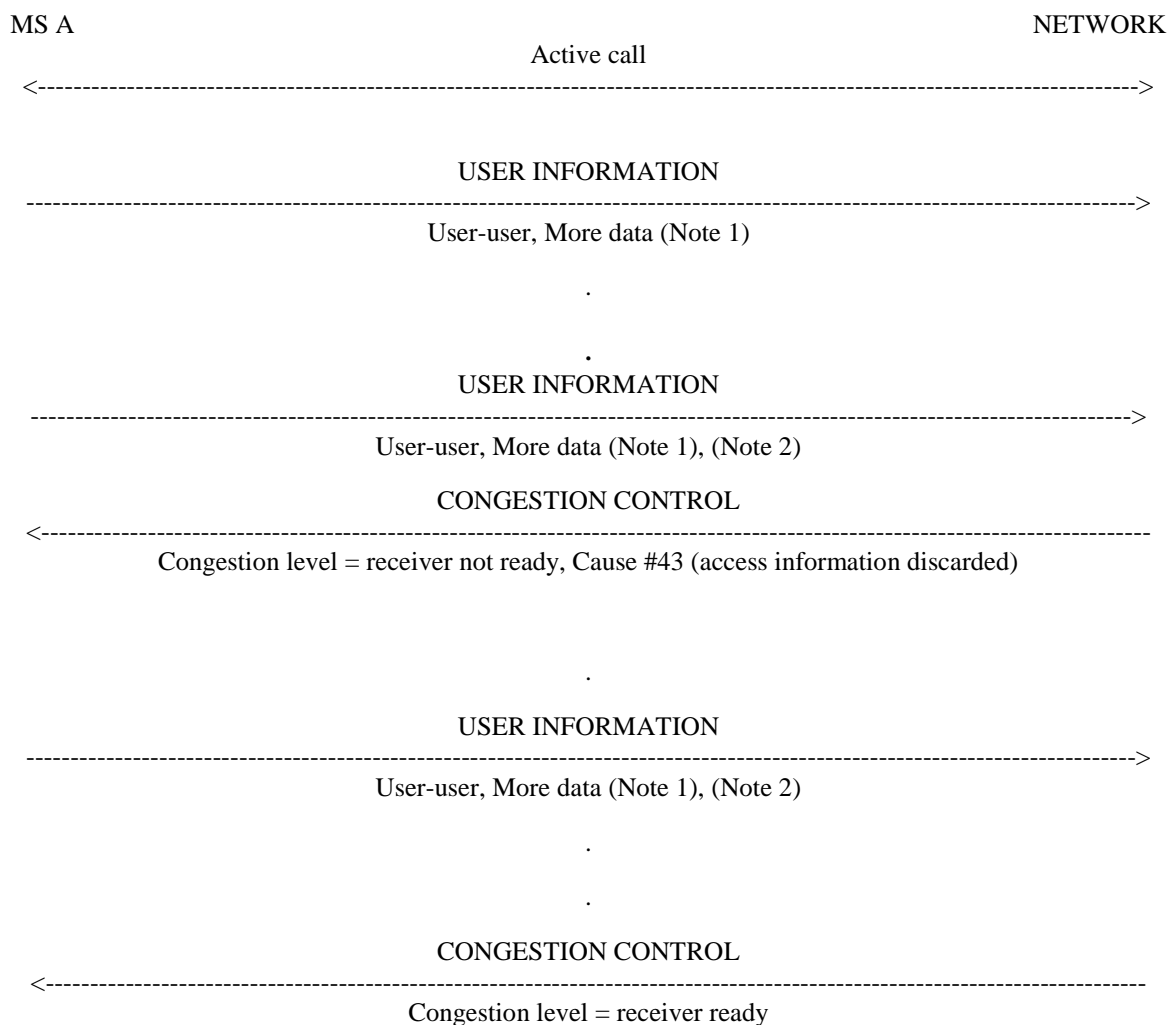 MS A NETWORK
Active call
<---------------------------------------------------------------------------------------------------------------------------->
USER INFORMATION
----------------------------------------------------------------------------------------------------------------------------->
User-user, More data (Note 1)
.
.
USER INFORMATION
----------------------------------------------------------------------------------------------------------------------------->
User-user, More data (Note 1), (Note 2)
CONGESTION CONTROL
<-----------------------------------------------------------------------------------------------------------------------------
Congestion level = receiver not ready, Cause #43 (access information discarded)
.
USER INFORMATION
----------------------------------------------------------------------------------------------------------------------------->
User-user, More data (Note 1), (Note 2)
.
.
CONGESTION CONTROL
<-----------------------------------------------------------------------------------------------------------------------------
Congestion level = receiver ready